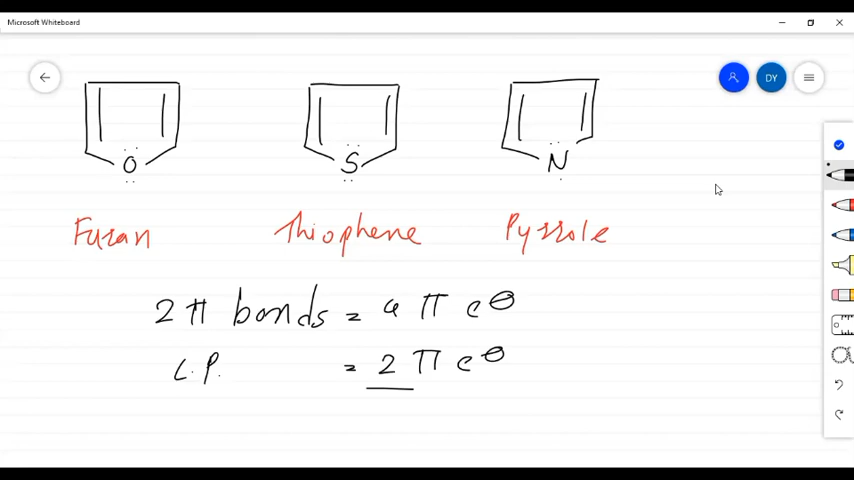 Microsoft Whiteboard
DY
O S N
Furan Thiophene Pyrrole
2 π bonds = 4 π e⊖
L.P. = 2 π e⊖